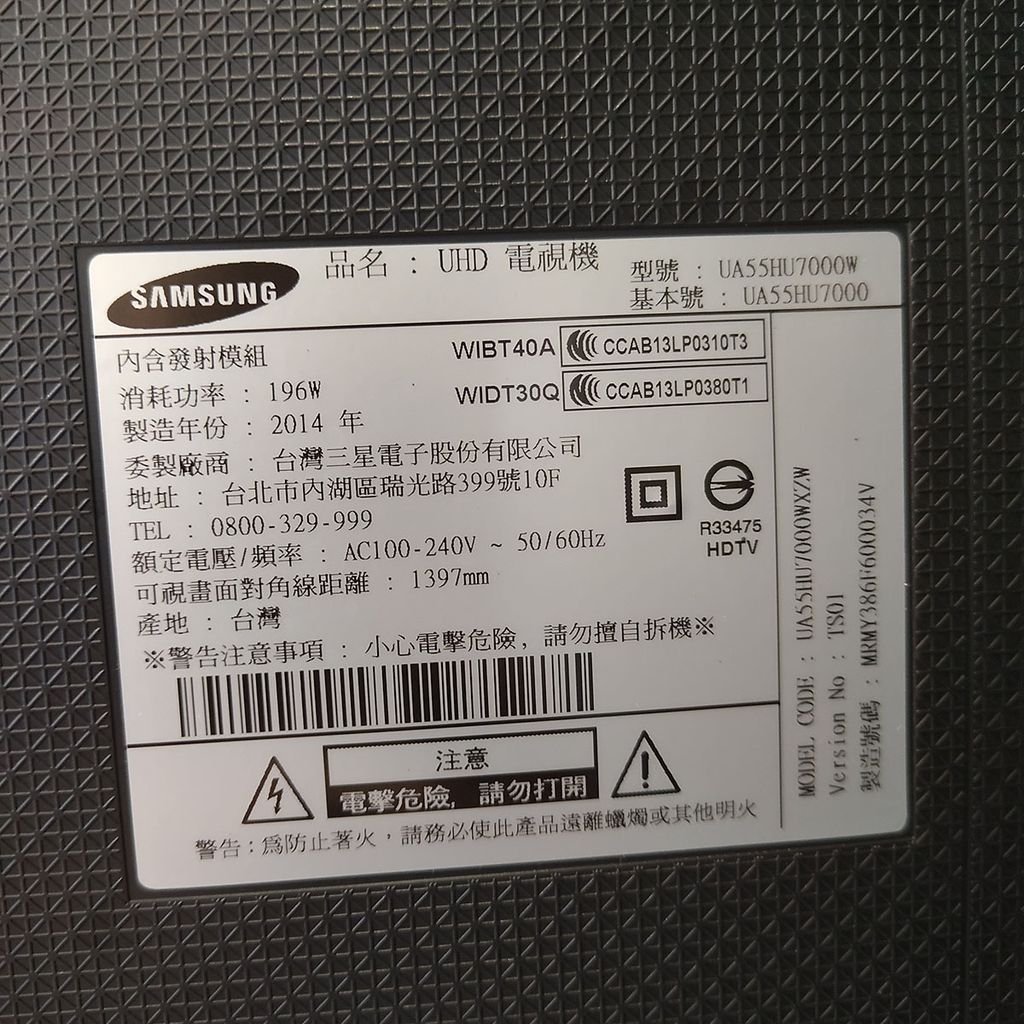 SAMSUNG
品名 : UHD 電視機
型號 : UA55HU7000W
基本號 : UA55HU7000
內含發射模組
WIBT40A CCAB13LP0310T3
WIDT30Q CCAB13LP0380T1
消耗功率 : 196W
製造年份 : 2014 年
委製廠商 : 台灣三星電子股份有限公司
地址 : 台北市內湖區瑞光路399號10F
TEL : 0800-329-999
額定電壓/頻率 : AC100-240V ~ 50/60Hz
可視畫面對角線距離 : 1397mm
產地 : 台灣
R33475
HDTV
※警告注意事項 : 小心電擊危險, 請勿擅自拆機※
注意
電擊危險, 請勿打開
警告:為防止著火,請務必使此產品遠離蠟燭或其他明火
MODEL CODE : UA55HU7000WXZW
Version No : TS01
製造號碼 : MRMY386F600034V